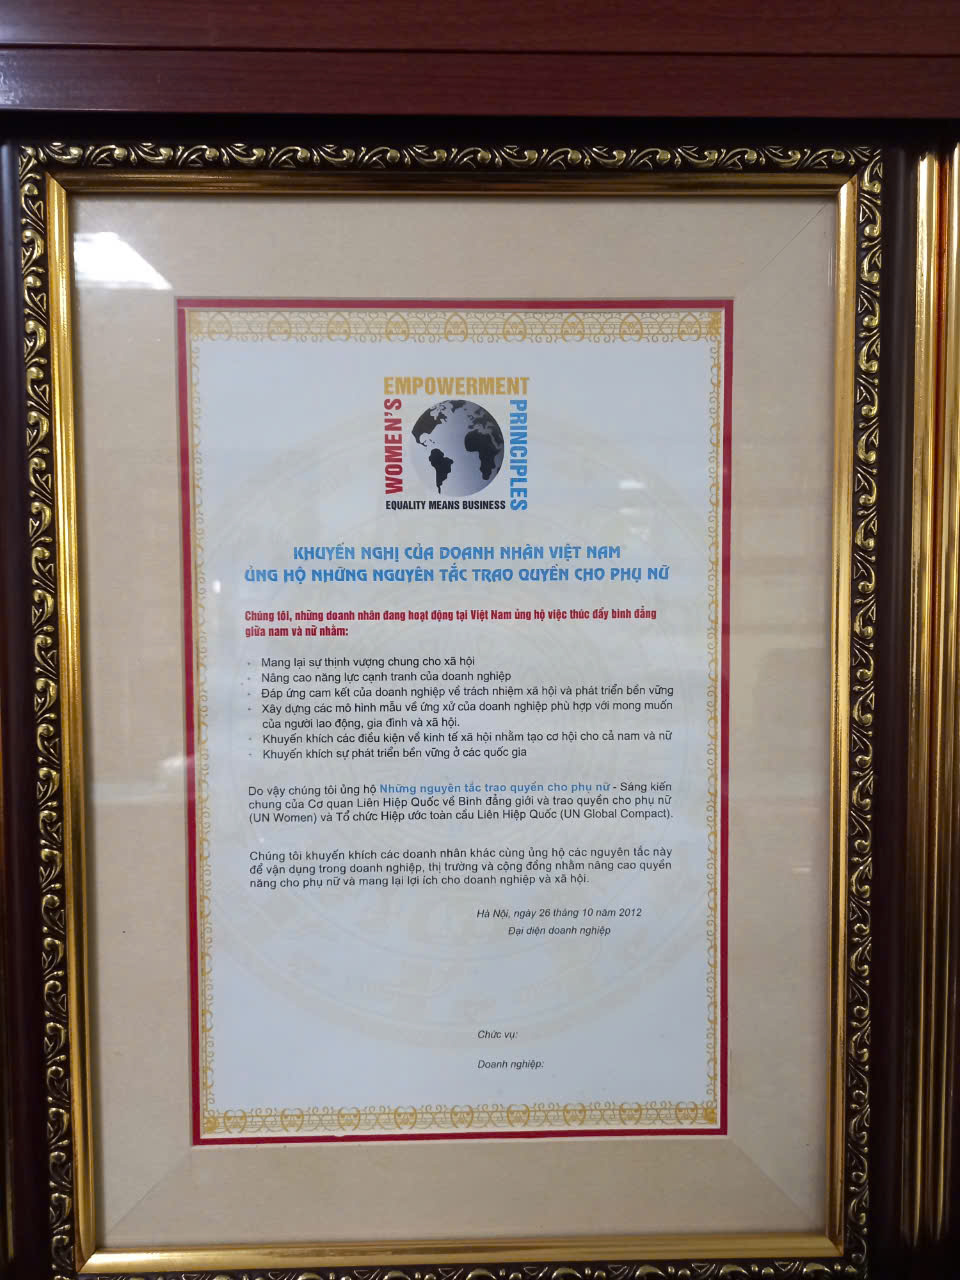 EMPOWERMENT
WOMEN'S
PRINCIPLES
EQUALITY MEANS BUSINESS
KHUYẾN NGHỊ CỦA DOANH NHÂN VIỆT NAM
ỦNG HỘ NHỮNG NGUYÊN TẮC TRAO QUYỀN CHO PHỤ NỮ
Chúng tôi, những doanh nhân đang hoạt động tại Việt Nam ủng hộ việc thúc đẩy bình đẳng
giữa nam và nữ nhằm:
- Mang lại sự thịnh vượng chung cho xã hội
- Nâng cao năng lực cạnh tranh của doanh nghiệp
- Đáp ứng cam kết của doanh nghiệp về trách nhiệm xã hội và phát triển bền vững
- Xây dựng các mô hình mẫu về ứng xử của doanh nghiệp phù hợp với mong muốn
của người lao động, gia đình và xã hội.
- Khuyến khích các điều kiện về kinh tế xã hội nhằm tạo cơ hội cho cả nam và nữ
- Khuyến khích sự phát triển bền vững ở các quốc gia
Do vậy chúng tôi ủng hộ Những nguyên tắc trao quyền cho phụ nữ - Sáng kiến
chung của Cơ quan Liên Hiệp Quốc về Bình đẳng giới và trao quyền cho phụ nữ
(UN Women) và Tổ chức Hiệp ước toàn cầu Liên Hiệp Quốc (UN Global Compact).
Chúng tôi khuyến khích các doanh nhân khác cùng ủng hộ các nguyên tắc này
để vận dụng trong doanh nghiệp, thị trường và cộng đồng nhằm nâng cao quyền
năng cho phụ nữ và mang lại lợi ích cho doanh nghiệp và xã hội.
Hà Nội, ngày 26 tháng 10 năm 2012
Đại diện doanh nghiệp
Chức vụ:
Doanh nghiệp: